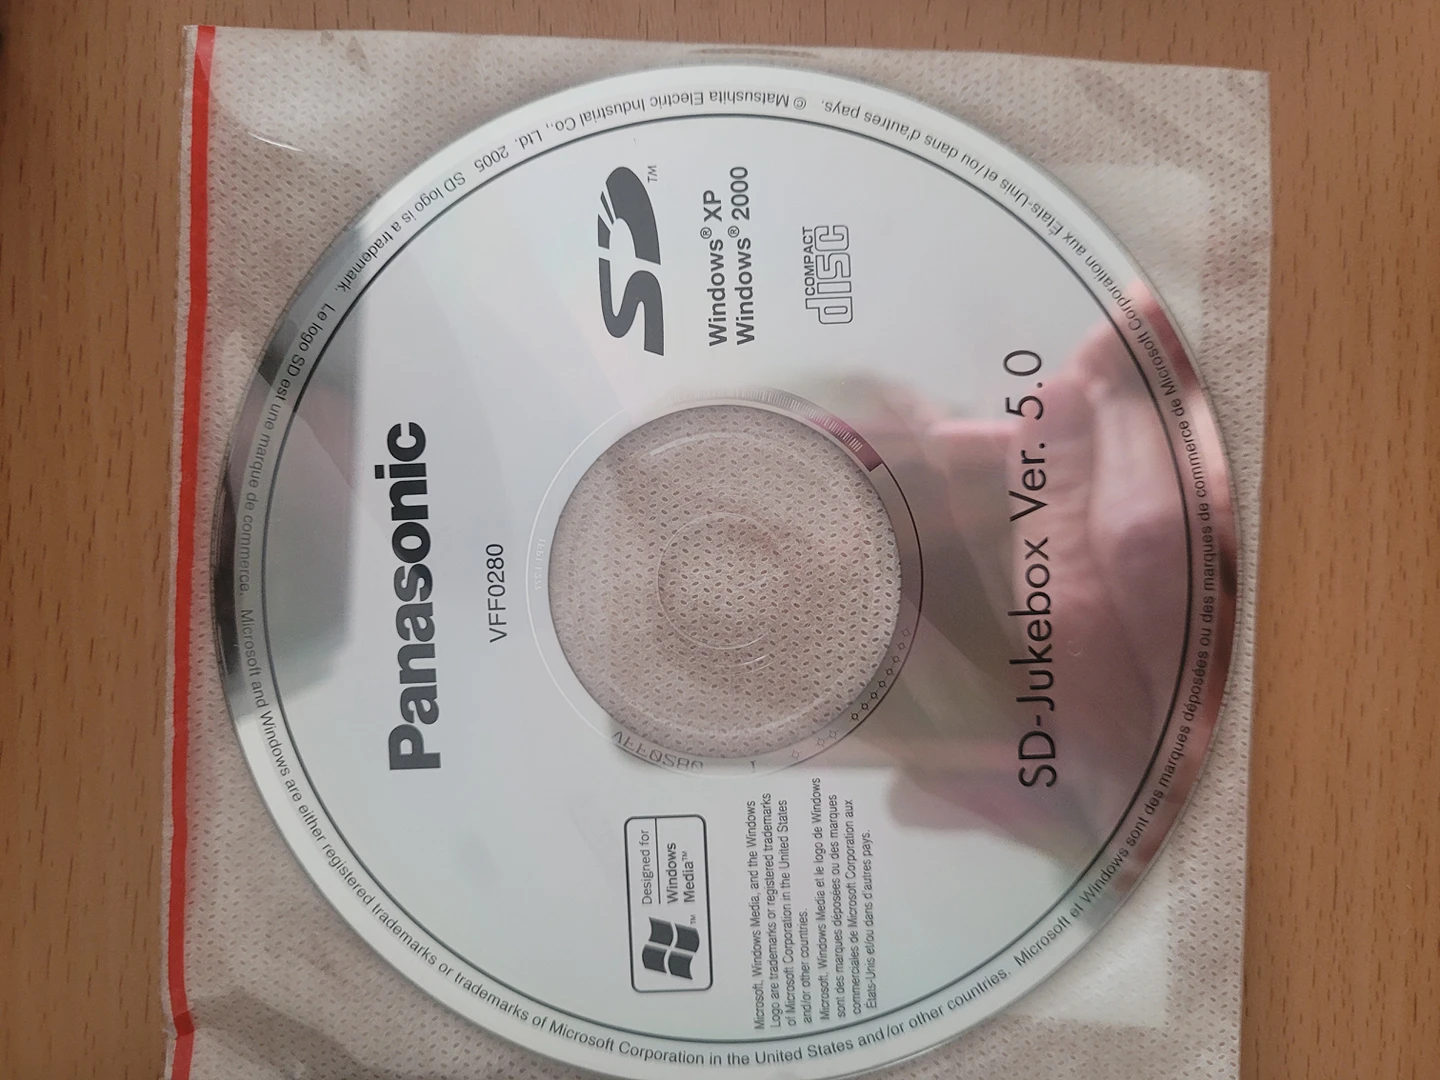 Panasonic
VFF0280
SD™
Windows® XP
Windows® 2000
COMPACT
disc
Designed for
Windows
Media™
™
Microsoft, Windows Media, and the Windows
Logo are trademarks or registered trademarks
of Microsoft Corporation in the United States
and/or other countries.
Microsoft, Windows Media et le logo de Windows
sont des marques déposées ou des marques
commerciales de Microsoft Corporation aux
États-Unis et/ou dans d'autres pays.
SD-Jukebox Ver. 5.0
© Matsushita Electric Industrial Co., Ltd. 2005 SD logo is a trademark. Le logo SD est une marque de commerce. Microsoft and Windows are either registered trademarks or trademarks of Microsoft Corporation in the United States and/or other countries. Microsoft et Windows sont des marques déposées ou des marques de commerce de Microsoft Corporation aux États-Unis et/ou dans d'autres pays.